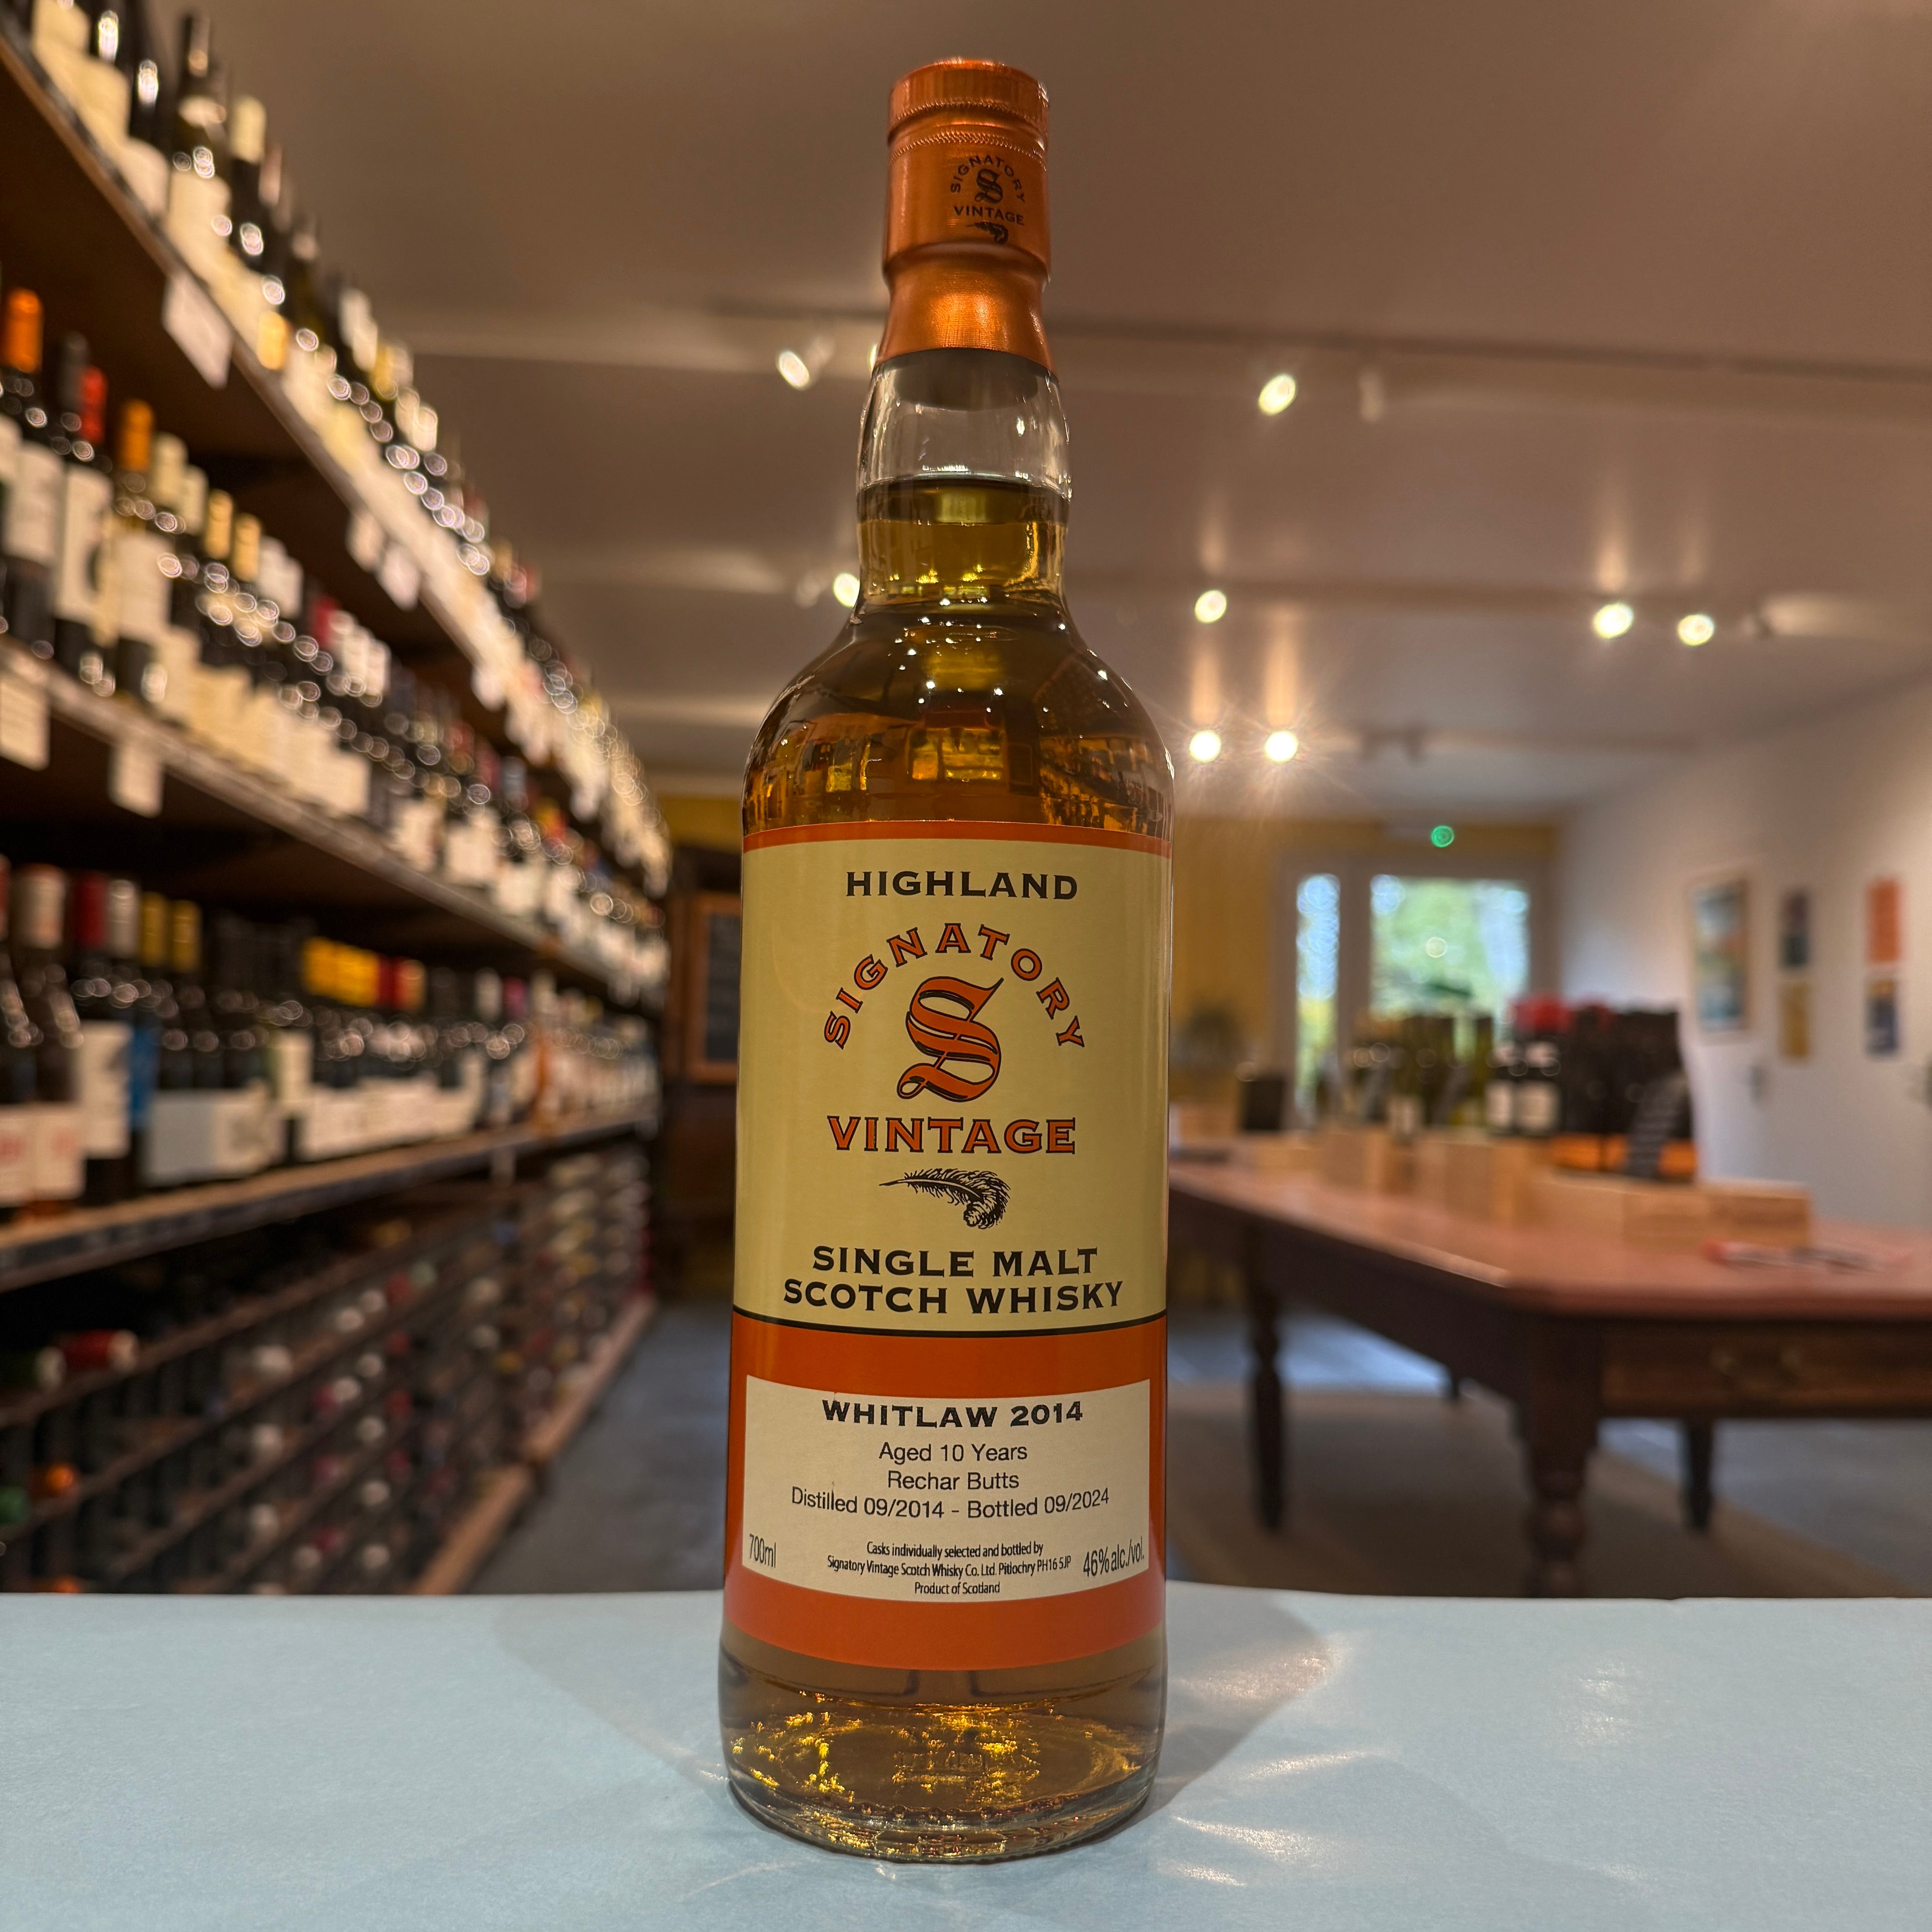 SIGNATORY
S
VINTAGE
HIGHLAND
SIGNATORY
S
VINTAGE
SINGLE MALT
SCOTCH WHISKY
WHITLAW 2014
Aged 10 Years
Rechar Butts
Distilled 09/2014 - Bottled 09/2024
700ml
Casks individually selected and bottled by
Signatory Vintage Scotch Whisky Co. Ltd. Pitlochry PH16 5JP
Product of Scotland
46% alc./vol.